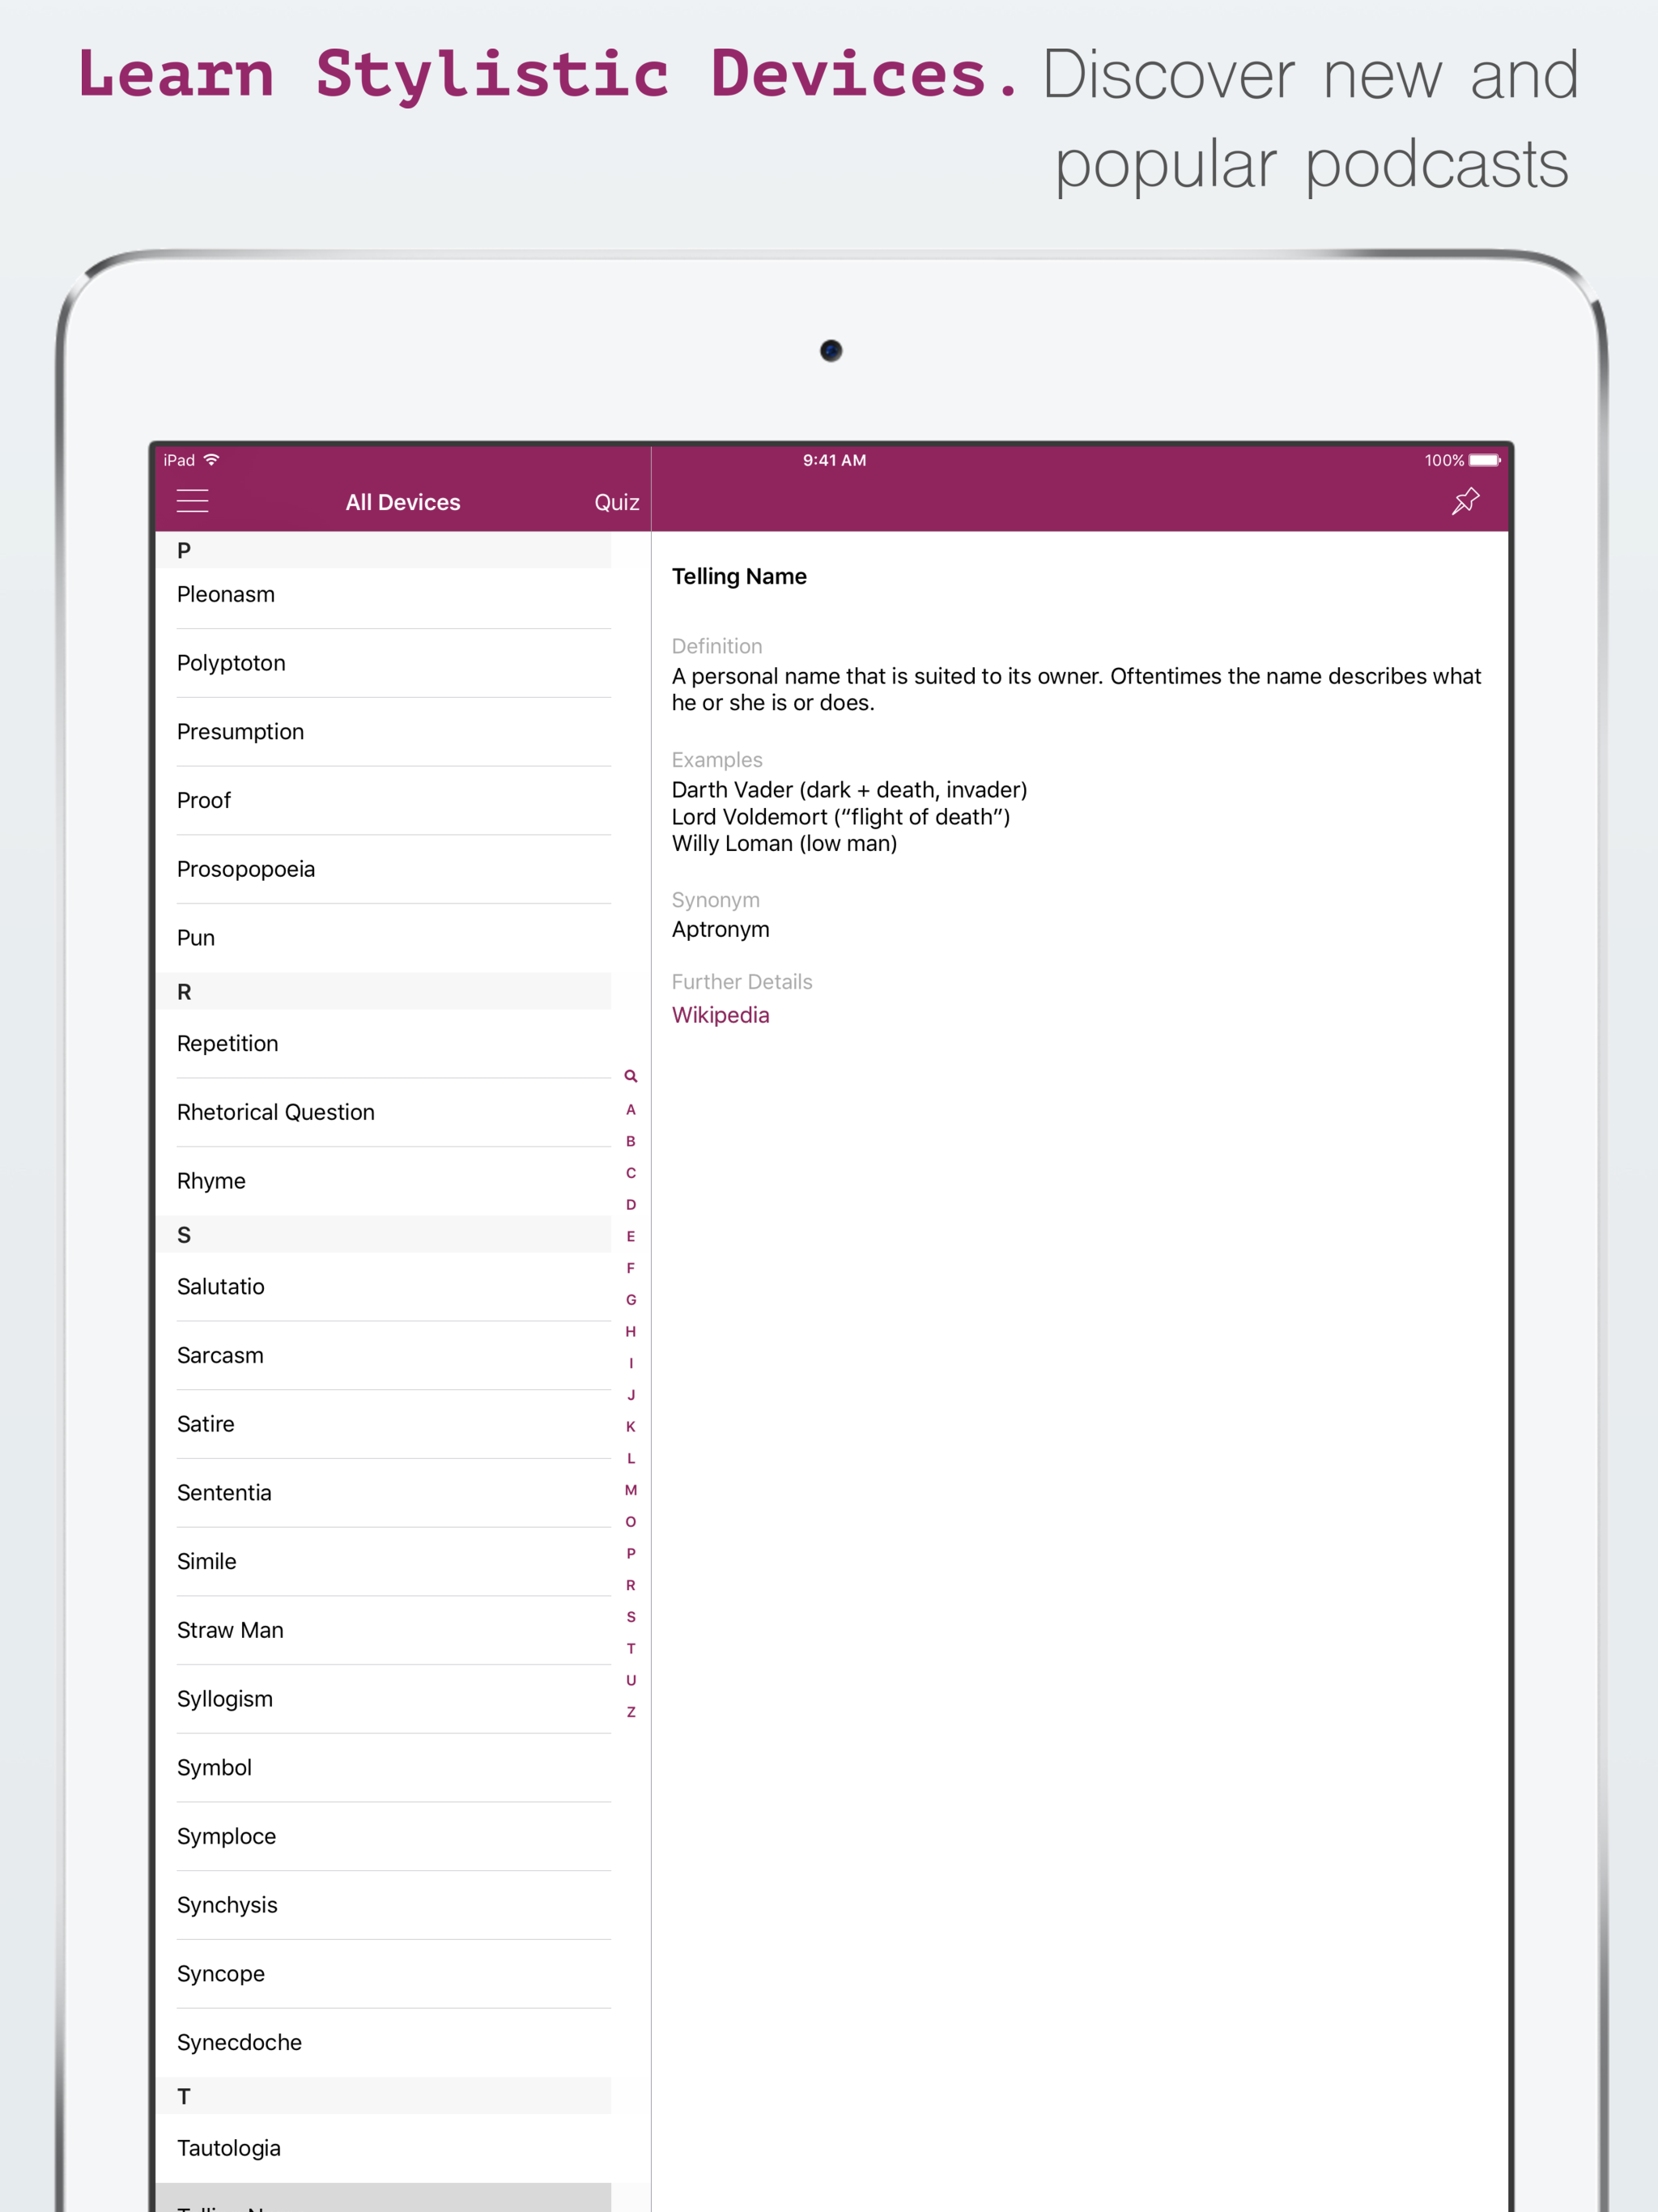 Learn Stylistic Devices. Discover new and
popular podcasts
iPad
9:41 AM
100%
All Devices
Quiz
P
Pleonasm
Polyptoton
Presumption
Proof
Prosopopoeia
Pun
R
Repetition
Rhetorical Question
Rhyme
S
Salutatio
Sarcasm
Satire
Sententia
Simile
Straw Man
Syllogism
Symbol
Symploce
Synchysis
Syncope
Synecdoche
T
Tautologia
A
B
C
D
E
F
G
H
I
J
K
L
M
O
P
R
S
T
U
Z
Telling Name
Definition
A personal name that is suited to its owner. Oftentimes the name describes what
he or she is or does.
Examples
Darth Vader (dark + death, invader)
Lord Voldemort (“flight of death”)
Willy Loman (low man)
Synonym
Aptronym
Further Details
Wikipedia